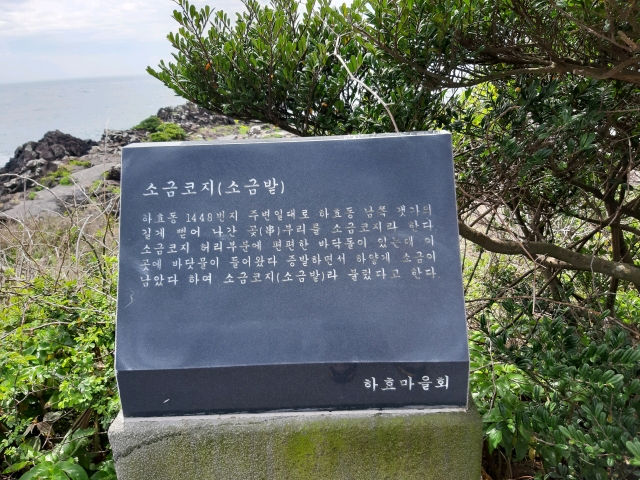 소금코지(소금밭)
하효동 1448번지 주변일대로 하효동 남쪽 갯가의
길게 뻗어 나간 곶(串)부리를 소금코지라 한다.
소금코지 허리부분에 편편한 바닥돌이 있는데 이
곳에 바닷물이 들어왔다 증발하면서 하얗게 소금이
남았다 하여 소금코지(소금밭)라 불렸다고 한다.
하효마을회